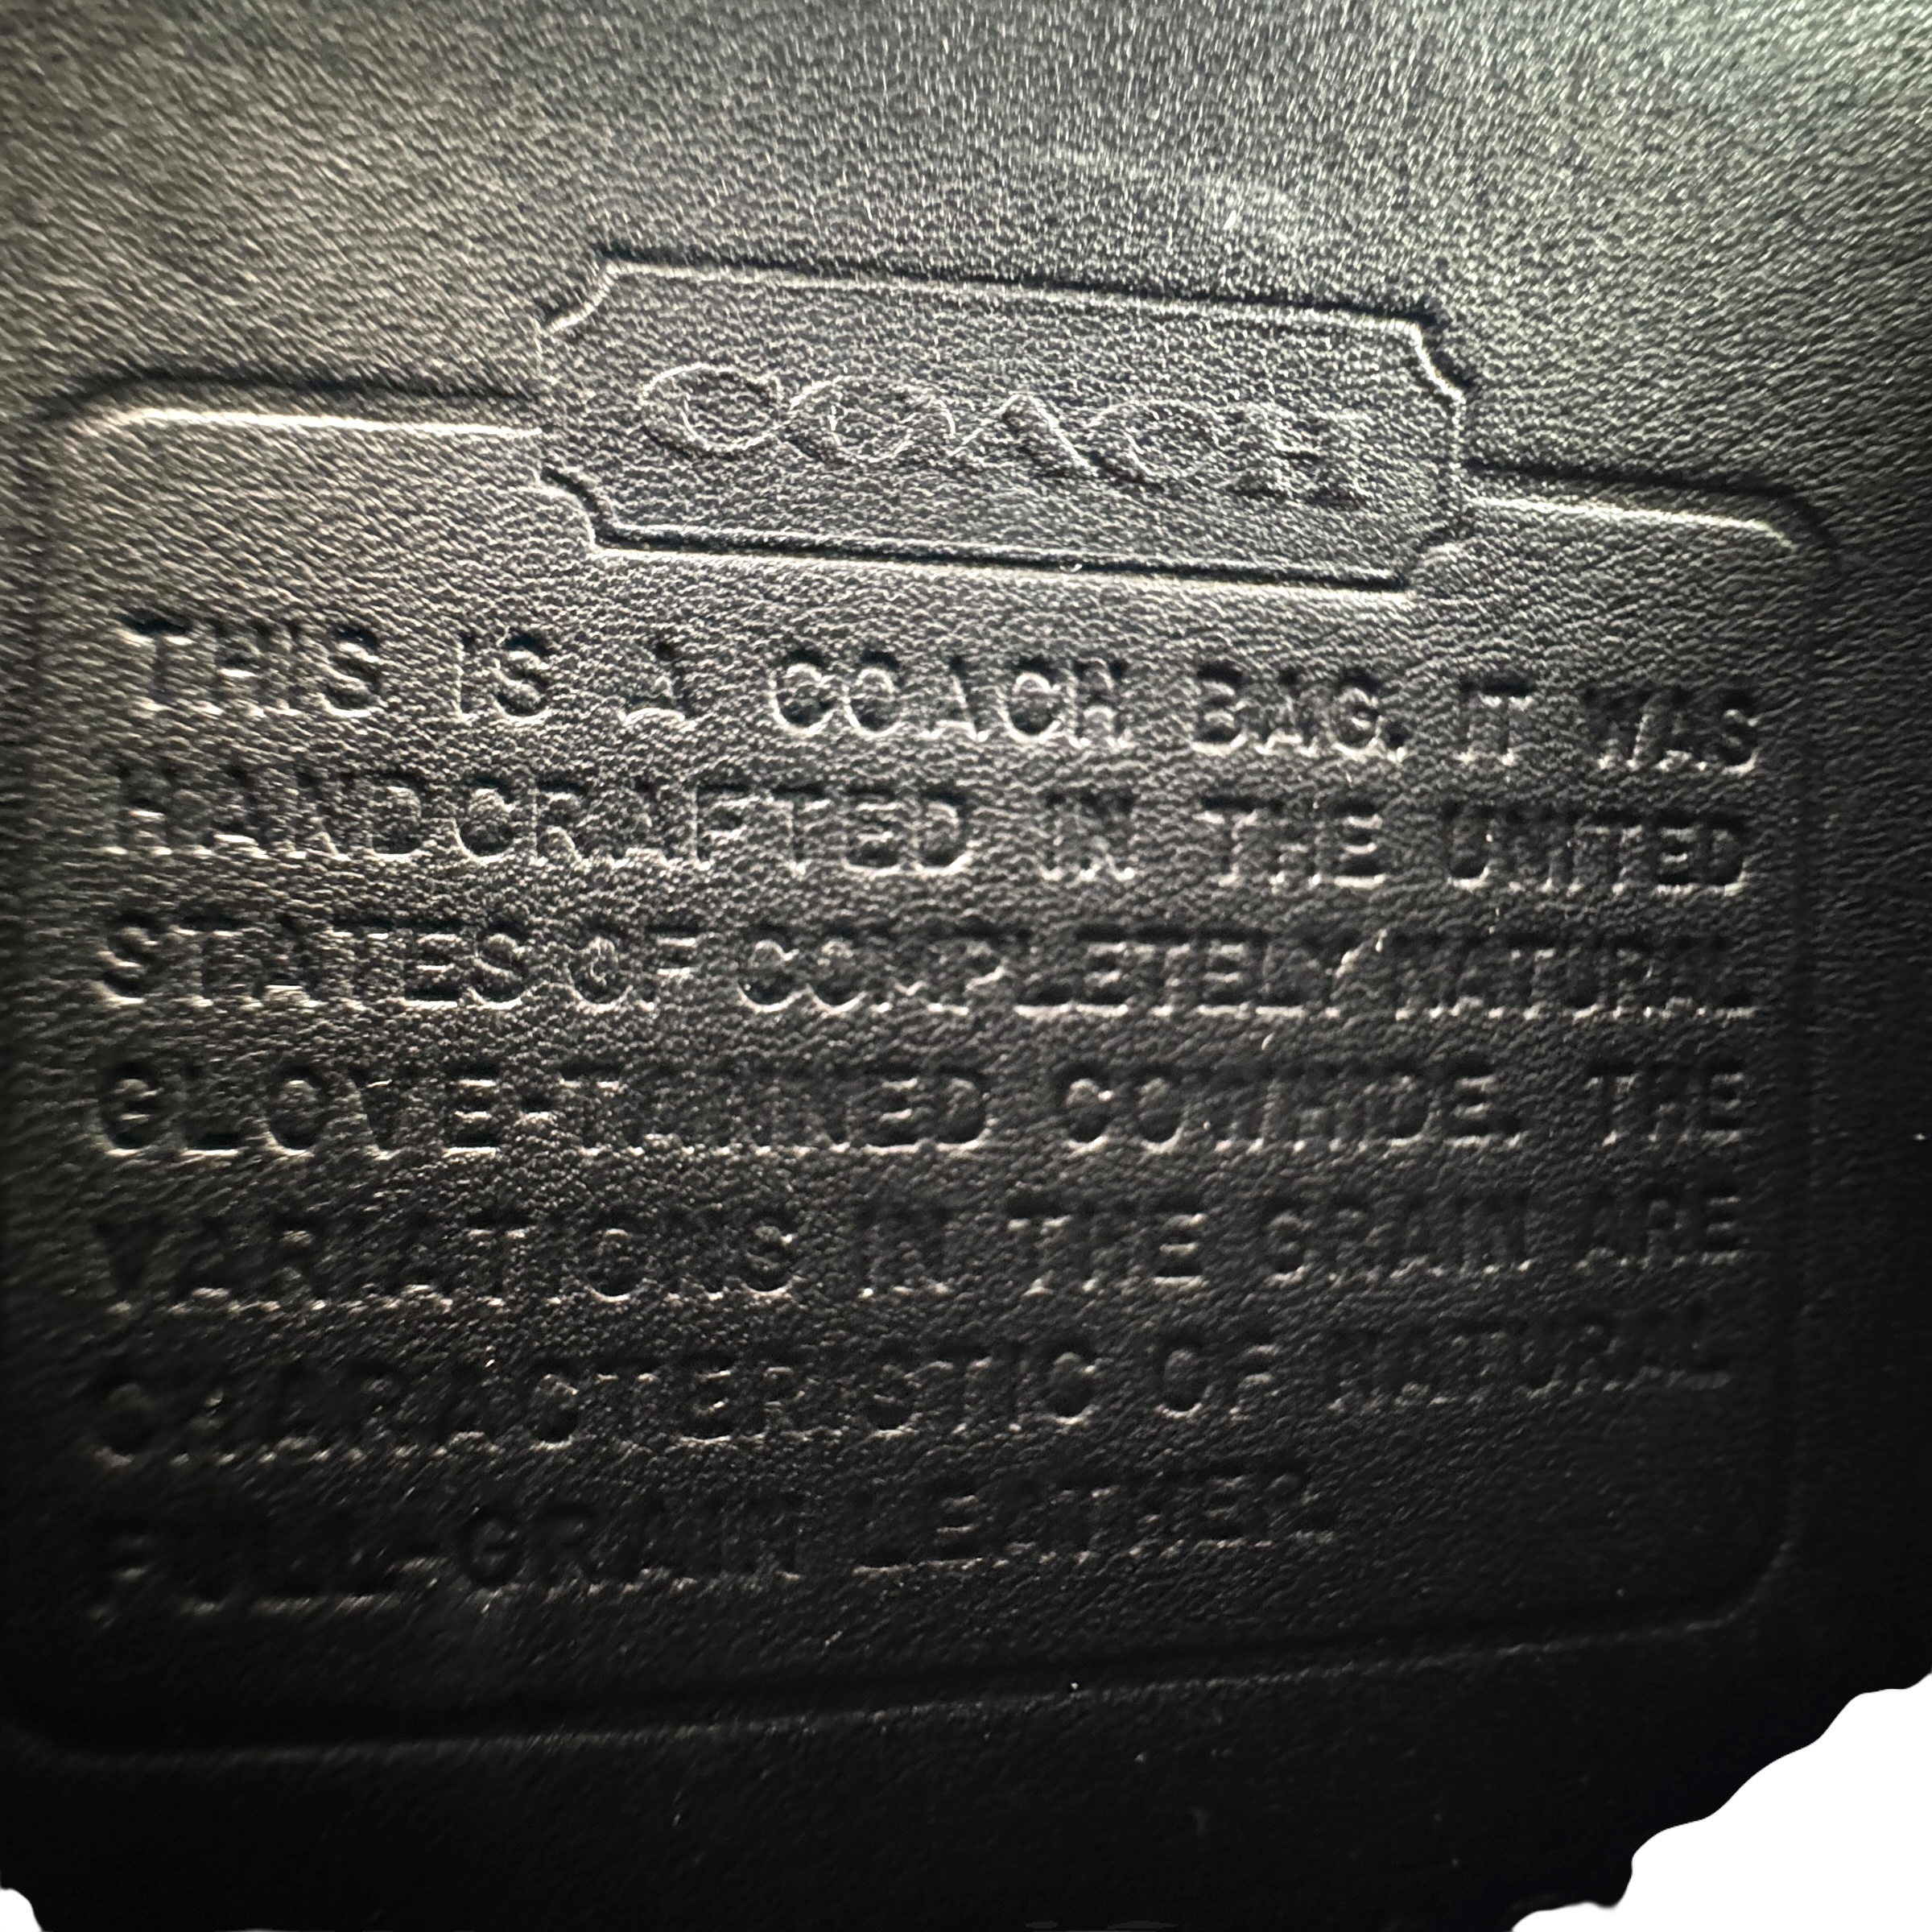 COACH
THIS IS A COACH BAG. IT WAS
HANDCRAFTED IN THE UNITED
STATES OF COMPLETELY NATURAL
GLOVE-TANNED COWHIDE. THE
VARIATIONS IN THE GRAIN ARE
CHARACTERISTIC OF NATURAL
FULL-GRAIN LEATHER